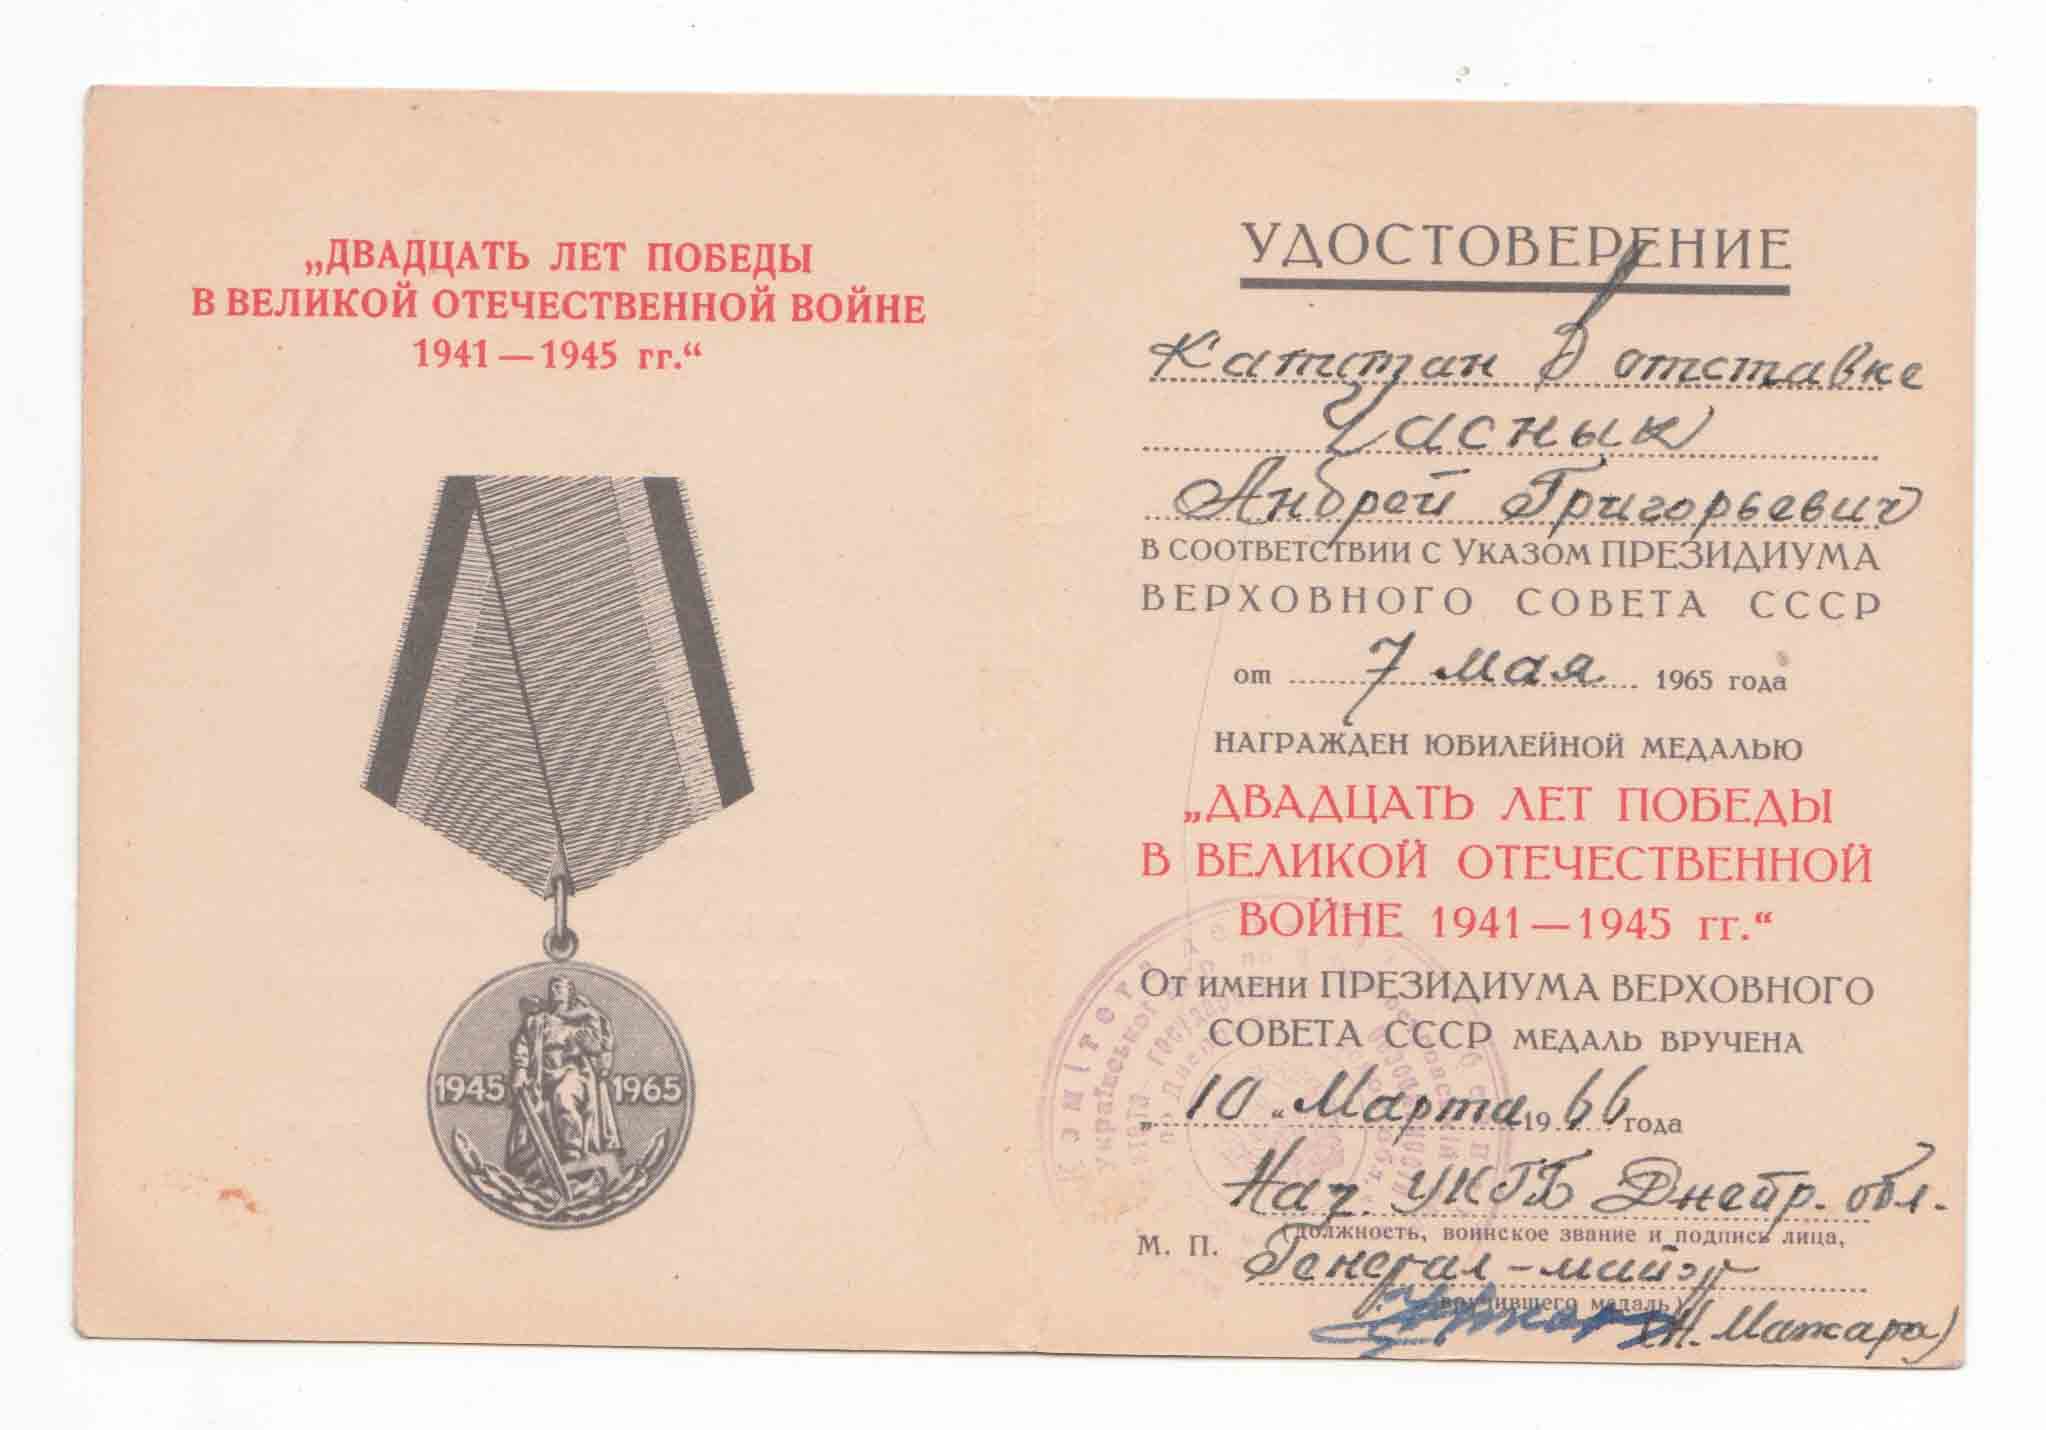 „ДВАДЦАТЬ ЛЕТ ПОБЕДЫ
В ВЕЛИКОЙ ОТЕЧЕСТВЕННОЙ ВОЙНЕ
1941 — 1945 гг.“
1945 1965
УДОСТОВЕРЕНИЕ
Капитан в отставке
Часнык
Андрей Григорьевич
В СООТВЕТСТВИИ С УКАЗОМ ПРЕЗИДИУМА
ВЕРХОВНОГО СОВЕТА СССР
от 7 мая 1965 года
НАГРАЖДЕН ЮБИЛЕЙНОЙ МЕДАЛЬЮ
„ДВАДЦАТЬ ЛЕТ ПОБЕДЫ
В ВЕЛИКОЙ ОТЕЧЕСТВЕННОЙ
ВОЙНЕ 1941 — 1945 гг.“
ОТ ИМЕНИ ПРЕЗИДИУМА ВЕРХОВНОГО
СОВЕТА СССР МЕДАЛЬ ВРУЧЕНА
„10“ Марта 1966 года
Нач. УКГБ Днепр. обл.
(должность, воинское звание и подпись лица,
М. П. Генерал-майор
вручившего медаль)
(Н. Мажара)